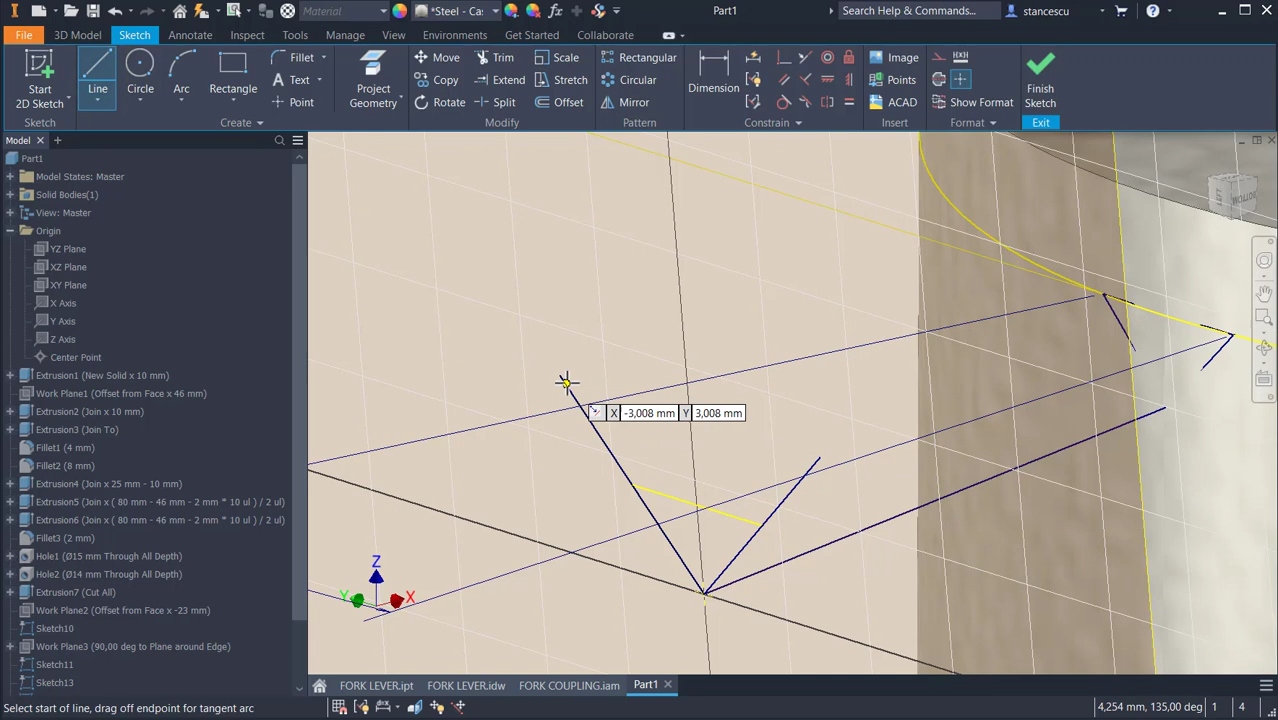 Material
*Steel - Cas
fx
Part1
Search Help & Commands...
stancescu
File 3D Model Sketch Annotate Inspect Tools Manage View Environments Get Started Collaborate
Start 2D Sketch
Line
Circle
Arc
Rectangle
Fillet
Text
Point
Project Geometry
Move
Copy
Rotate
Trim
Extend
Split
Scale
Stretch
Offset
Rectangular
Circular
Mirror
Dimension
Image
Points
ACAD
Show Format
Finish Sketch
Sketch Create Modify Pattern Constrain Insert Format Exit
Model
Part1
Model States: Master
Solid Bodies(1)
View: Master
Origin
YZ Plane
XZ Plane
XY Plane
X Axis
Y Axis
Z Axis
Center Point
Extrusion1 (New Solid x 10 mm)
Work Plane1 (Offset from Face x 46 mm)
Extrusion2 (Join x 10 mm)
Extrusion3 (Join To)
Fillet1 (4 mm)
Fillet2 (8 mm)
Extrusion4 (Join x 25 mm - 10 mm)
Extrusion5 (Join x ( 80 mm - 46 mm - 2 mm * 10 ul ) / 2 ul)
Extrusion6 (Join x ( 80 mm - 46 mm - 2 mm * 10 ul ) / 2 ul)
Fillet3 (2 mm)
Hole1 (Ø15 mm Through All Depth)
Hole2 (Ø14 mm Through All Depth)
Extrusion7 (Cut All)
Work Plane2 (Offset from Face x -23 mm)
Sketch10
Work Plane3 (90,00 deg to Plane around Edge)
Sketch11
Sketch13
X -3,008 mm Y 3,008 mm
Z
Y
X
FORK LEVER.ipt FORK LEVER.idw FORK COUPLING.iam Part1
Select start of line, drag off endpoint for tangent arc
4,254 mm, 135,00 deg 1 4